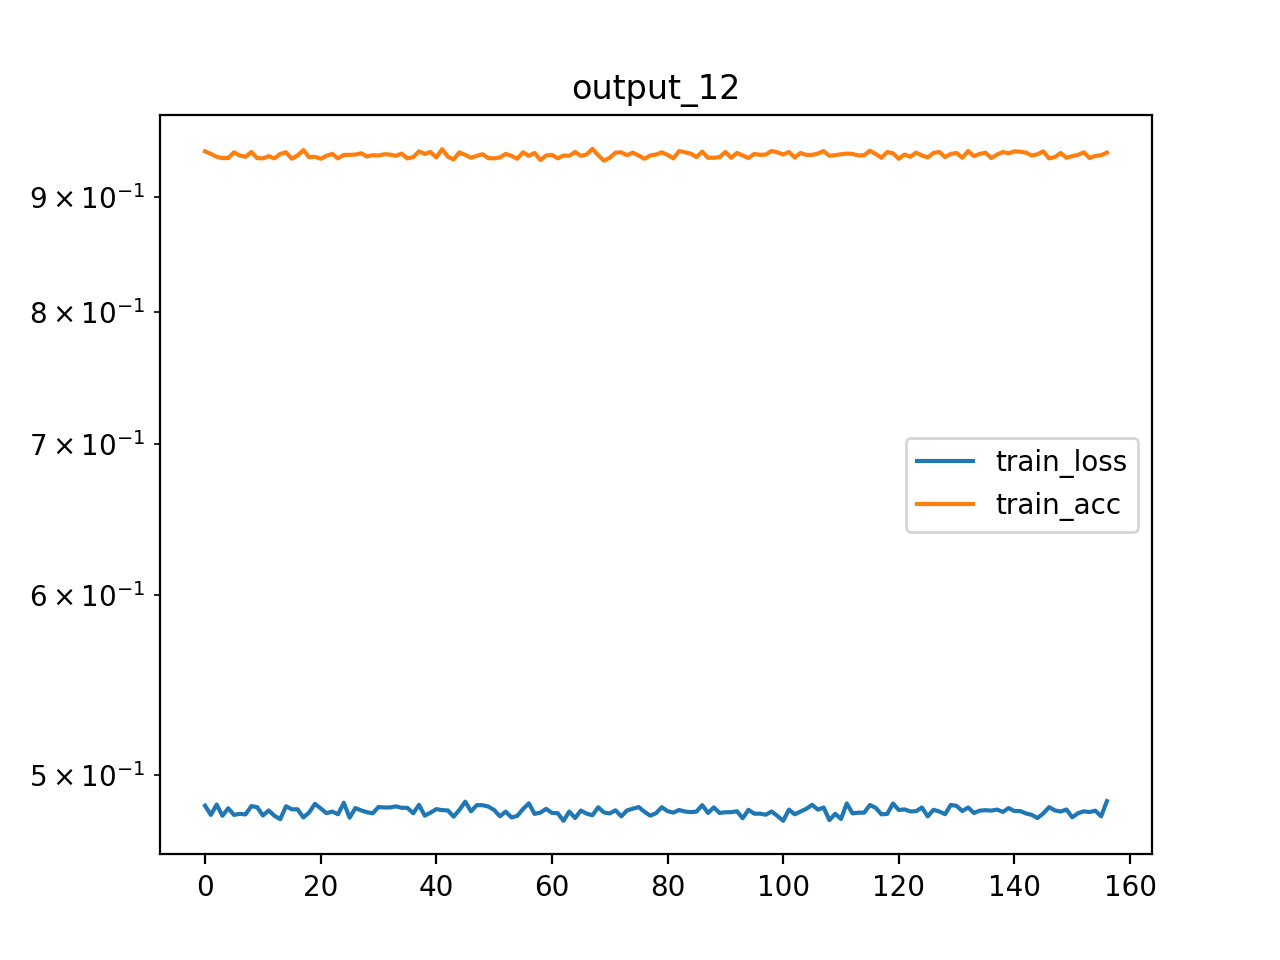 output_12
9 × 10⁻¹
8 × 10⁻¹
7 × 10⁻¹
6 × 10⁻¹
5 × 10⁻¹
train_loss
train_acc
0 20 40 60 80 100 120 140 160